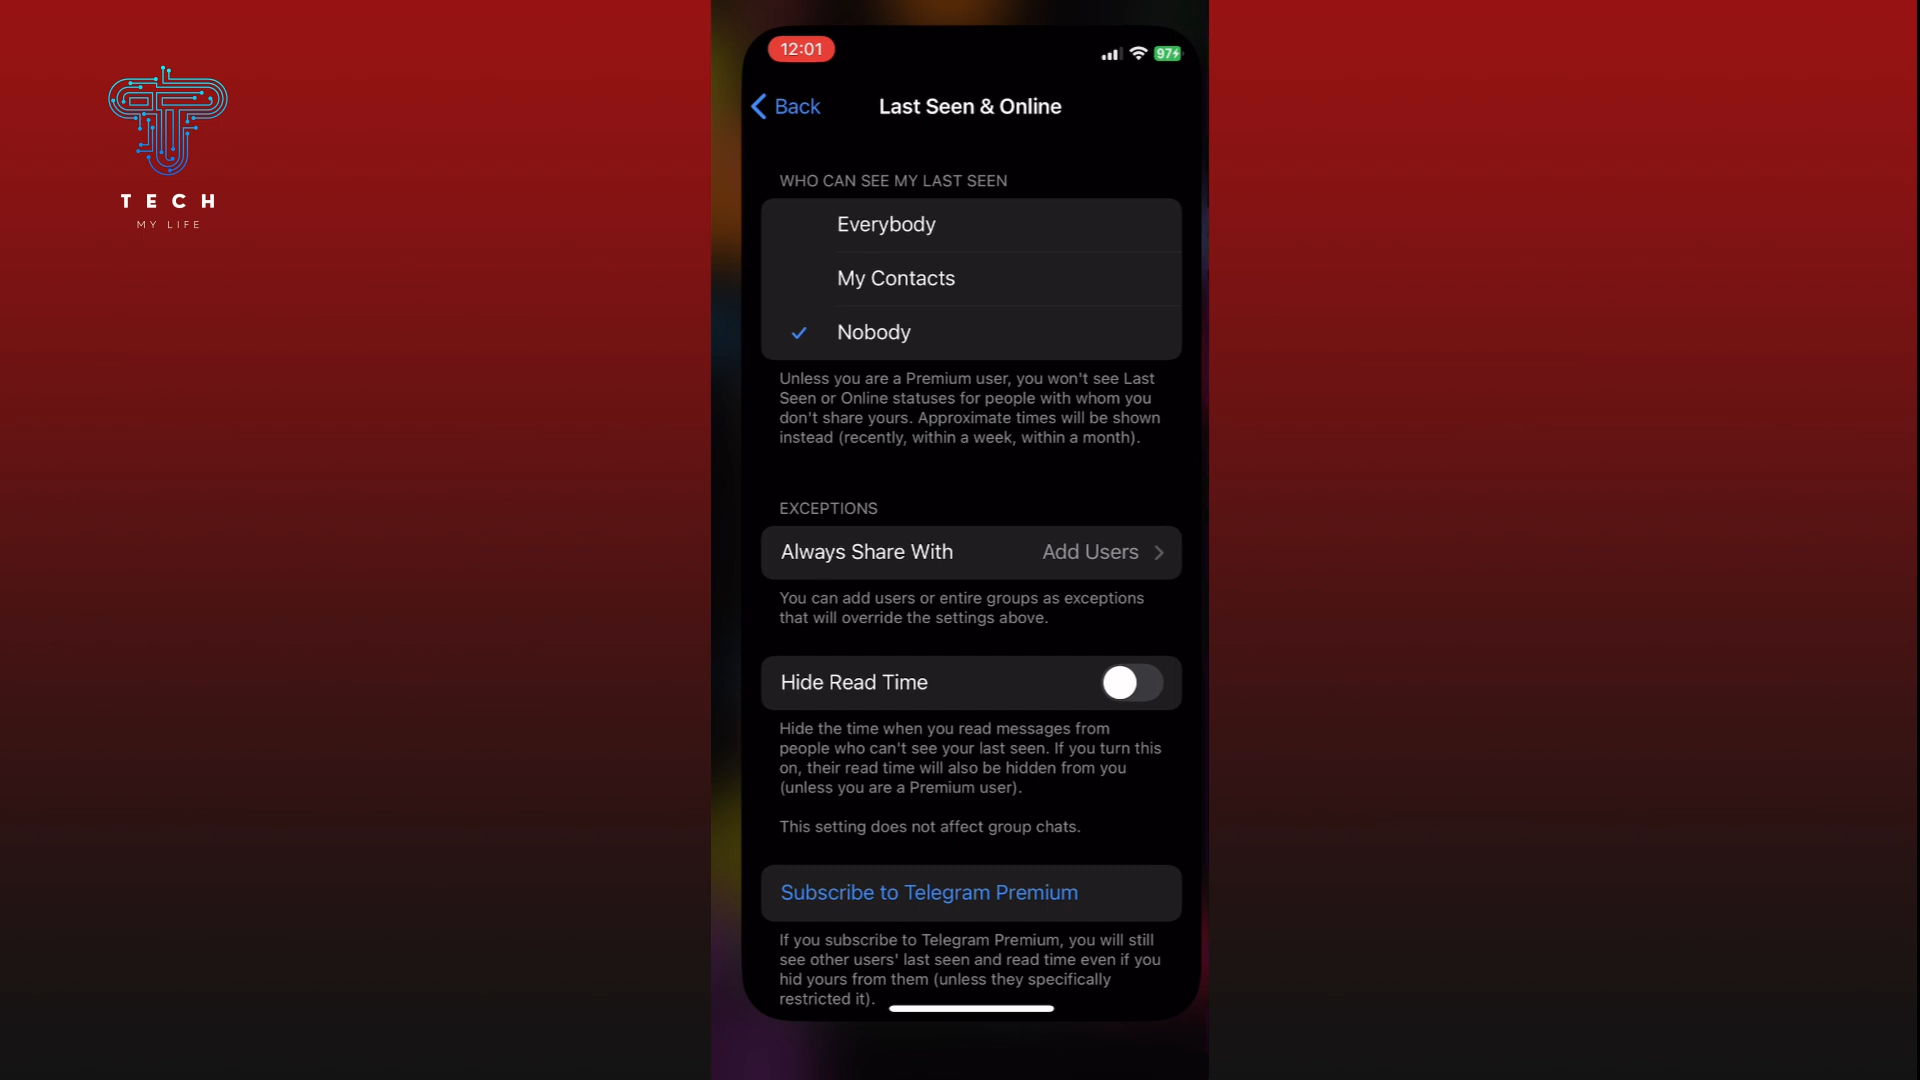 TECH
MY LIFE
12:01
97
Back
Last Seen & Online
WHO CAN SEE MY LAST SEEN
Everybody
My Contacts
Nobody
Unless you are a Premium user, you won't see Last
Seen or Online statuses for people with whom you
don't share yours. Approximate times will be shown
instead (recently, within a week, within a month).
EXCEPTIONS
Always Share With Add Users
You can add users or entire groups as exceptions
that will override the settings above.
Hide Read Time
Hide the time when you read messages from
people who can't see your last seen. If you turn this
on, their read time will also be hidden from you
(unless you are a Premium user).
This setting does not affect group chats.
Subscribe to Telegram Premium
If you subscribe to Telegram Premium, you will still
see other users' last seen and read time even if you
hid yours from them (unless they specifically
restricted it).